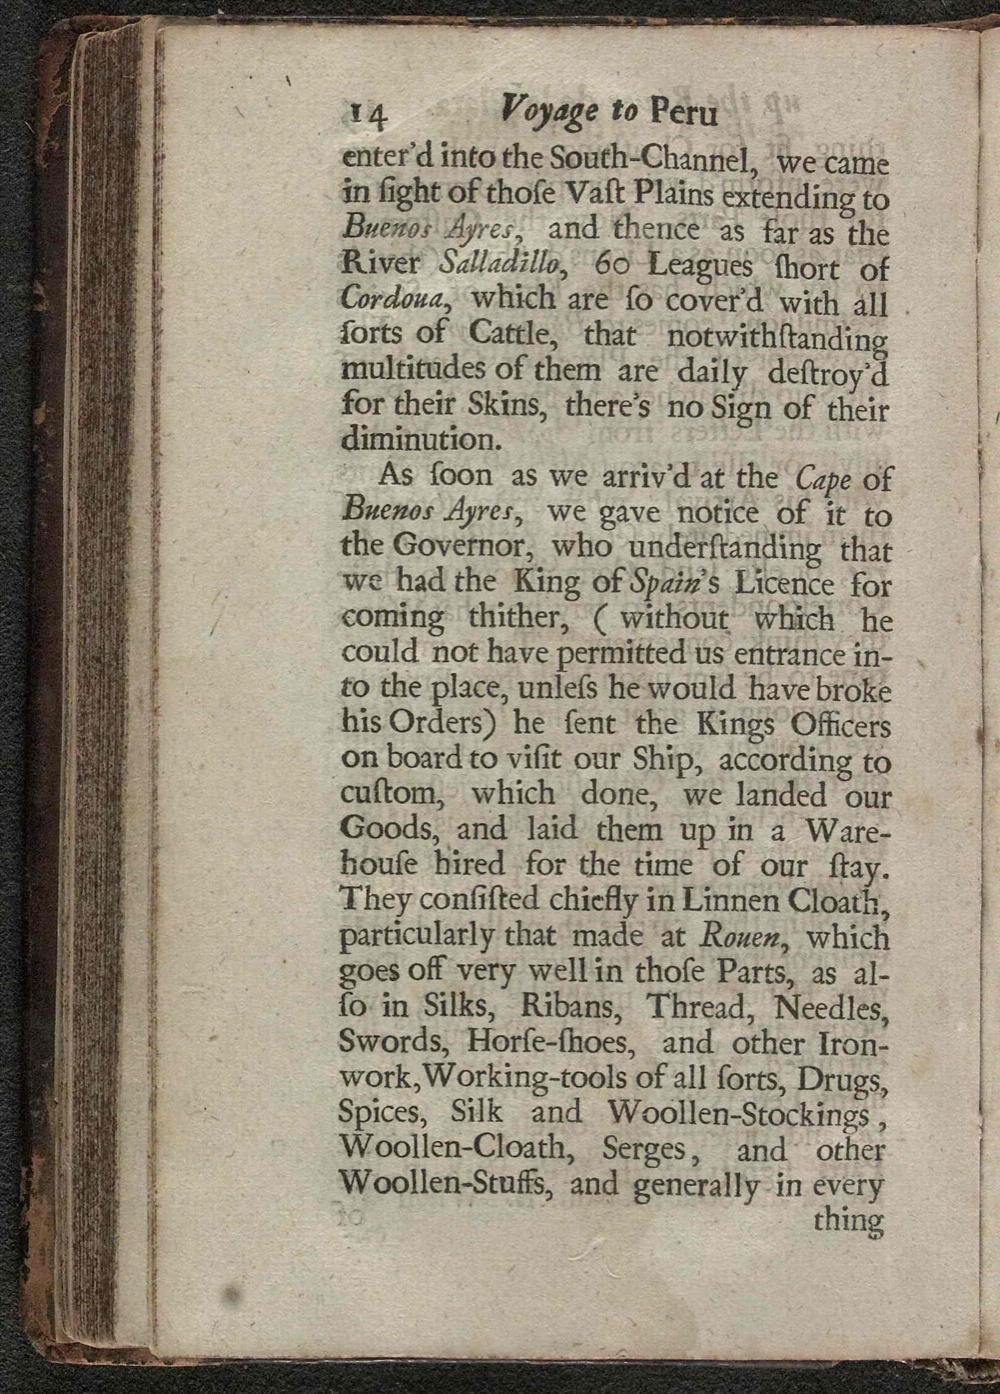 14 Voyage to Peru
enter'd into the South-Channel, we came
in ſight of thoſe Vaſt Plains extending to
Buenos Ayres, and thence as far as the
River Salladillo, 60 Leagues ſhort of
Cordoua, which are ſo cover'd with all
ſorts of Cattle, that notwithſtanding
multitudes of them are daily deſtroy'd
for their Skins, there's no Sign of their
diminution.
As ſoon as we arriv'd at the Cape of
Buenos Ayres, we gave notice of it to
the Governor, who underſtanding that
we had the King of Spain's Licence for
coming thither, ( without which he
could not have permitted us entrance in-
to the place, unleſs he would have broke
his Orders) he ſent the Kings Officers
on board to viſit our Ship, according to
cuſtom, which done, we landed our
Goods, and laid them up in a Ware-
houſe hired for the time of our ſtay.
They conſiſted chiefly in Linnen Cloath,
particularly that made at Rouen, which
goes off very well in thoſe Parts, as al-
ſo in Silks, Ribans, Thread, Needles,
Swords, Horſe-ſhoes, and other Iron-
work, Working-tools of all ſorts, Drugs,
Spices, Silk and Woollen-Stockings,
Woollen-Cloath, Serges, and other
Woollen-Stuffs, and generally in every
thing